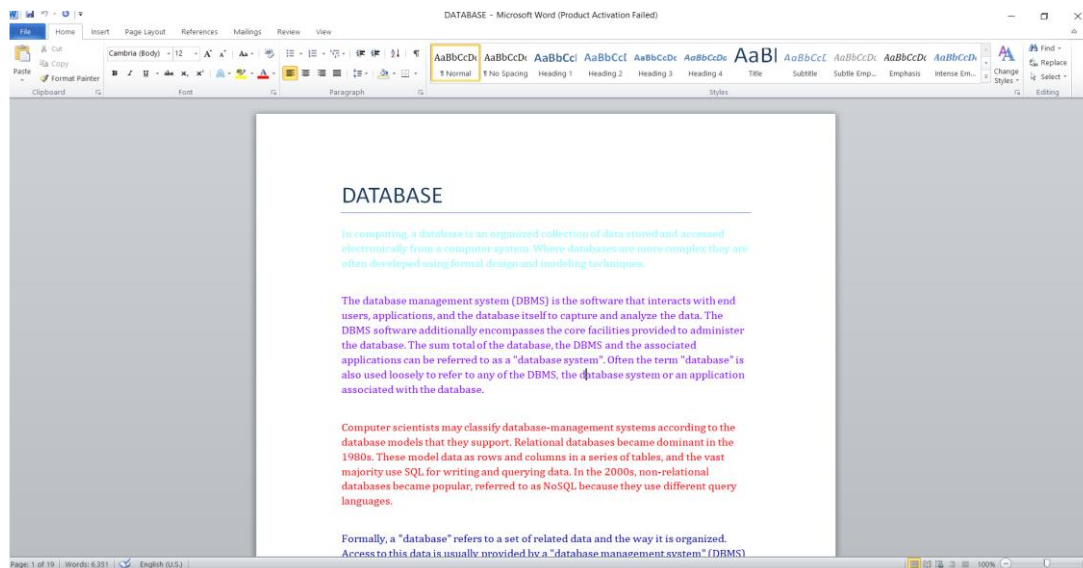 DATABASE - Microsoft Word (Product Activation Failed)
File Home Insert Page Layout References Mailings Review View
Paste
Cut
Copy
Format Painter
Clipboard
Cambria (Body) 12
Font
Paragraph
AaBbCcDc AaBbCcDc AaBbCc AaBbCc AaBbCcDc AaBbCcDc AaBl AaBbCc AaBbCcDc AaBbCcDc AaBbCcDc
¶ Normal ¶ No Spacing Heading 1 Heading 2 Heading 3 Heading 4 Title Subtitle Subtle Emp... Emphasis Intense Em...
Styles
Change
Styles
Find
Replace
Select
Editing
DATABASE
In computing, a database is an organized collection of data stored and accessed
electronically from a computer system. Where databases are more complex they are
often developed using formal design and modeling techniques.
The database management system (DBMS) is the software that interacts with end
users, applications, and the database itself to capture and analyze the data. The
DBMS software additionally encompasses the core facilities provided to administer
the database. The sum total of the database, the DBMS and the associated
applications can be referred to as a "database system". Often the term "database" is
also used loosely to refer to any of the DBMS, the database system or an application
associated with the database.
Computer scientists may classify database-management systems according to the
database models that they support. Relational databases became dominant in the
1980s. These model data as rows and columns in a series of tables, and the vast
majority use SQL for writing and querying data. In the 2000s, non-relational
databases became popular, referred to as NoSQL because they use different query
languages.
Formally, a "database" refers to a set of related data and the way it is organized.
Access to this data is usually provided by a "database management system" (DBMS)
Page: 1 of 19 Words: 6.351 English (U.S.) 100%